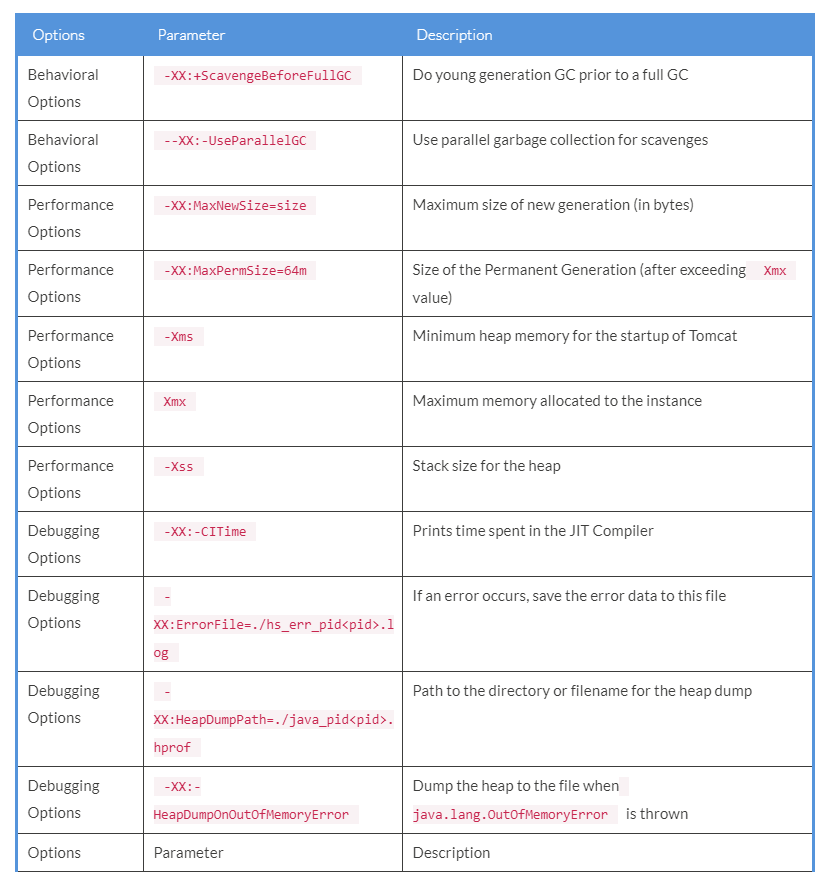 Options Parameter Description
Behavioral -XX:+ScavengeBeforeFullGC Do young generation GC prior to a full GC
Options
Behavioral --XX:-UseParallelGC Use parallel garbage collection for scavenges
Options
Performance -XX:MaxNewSize=size Maximum size of new generation (in bytes)
Options
Performance -XX:MaxPermSize=64m Size of the Permanent Generation (after exceeding Xmx
Options value)
Performance -Xms Minimum heap memory for the startup of Tomcat
Options
Performance Xmx Maximum memory allocated to the instance
Options
Performance -Xss Stack size for the heap
Options
Debugging -XX:-CITime Prints time spent in the JIT Compiler
Options
Debugging - If an error occurs, save the error data to this file
Options XX:ErrorFile=./hs_err_pid<pid>.l
og
Debugging - Path to the directory or filename for the heap dump
Options XX:HeapDumpPath=./java_pid<pid>.
hprof
Debugging -XX:- Dump the heap to the file when
Options HeapDumpOnOutOfMemoryError java.lang.OutOfMemoryError is thrown
Options Parameter Description